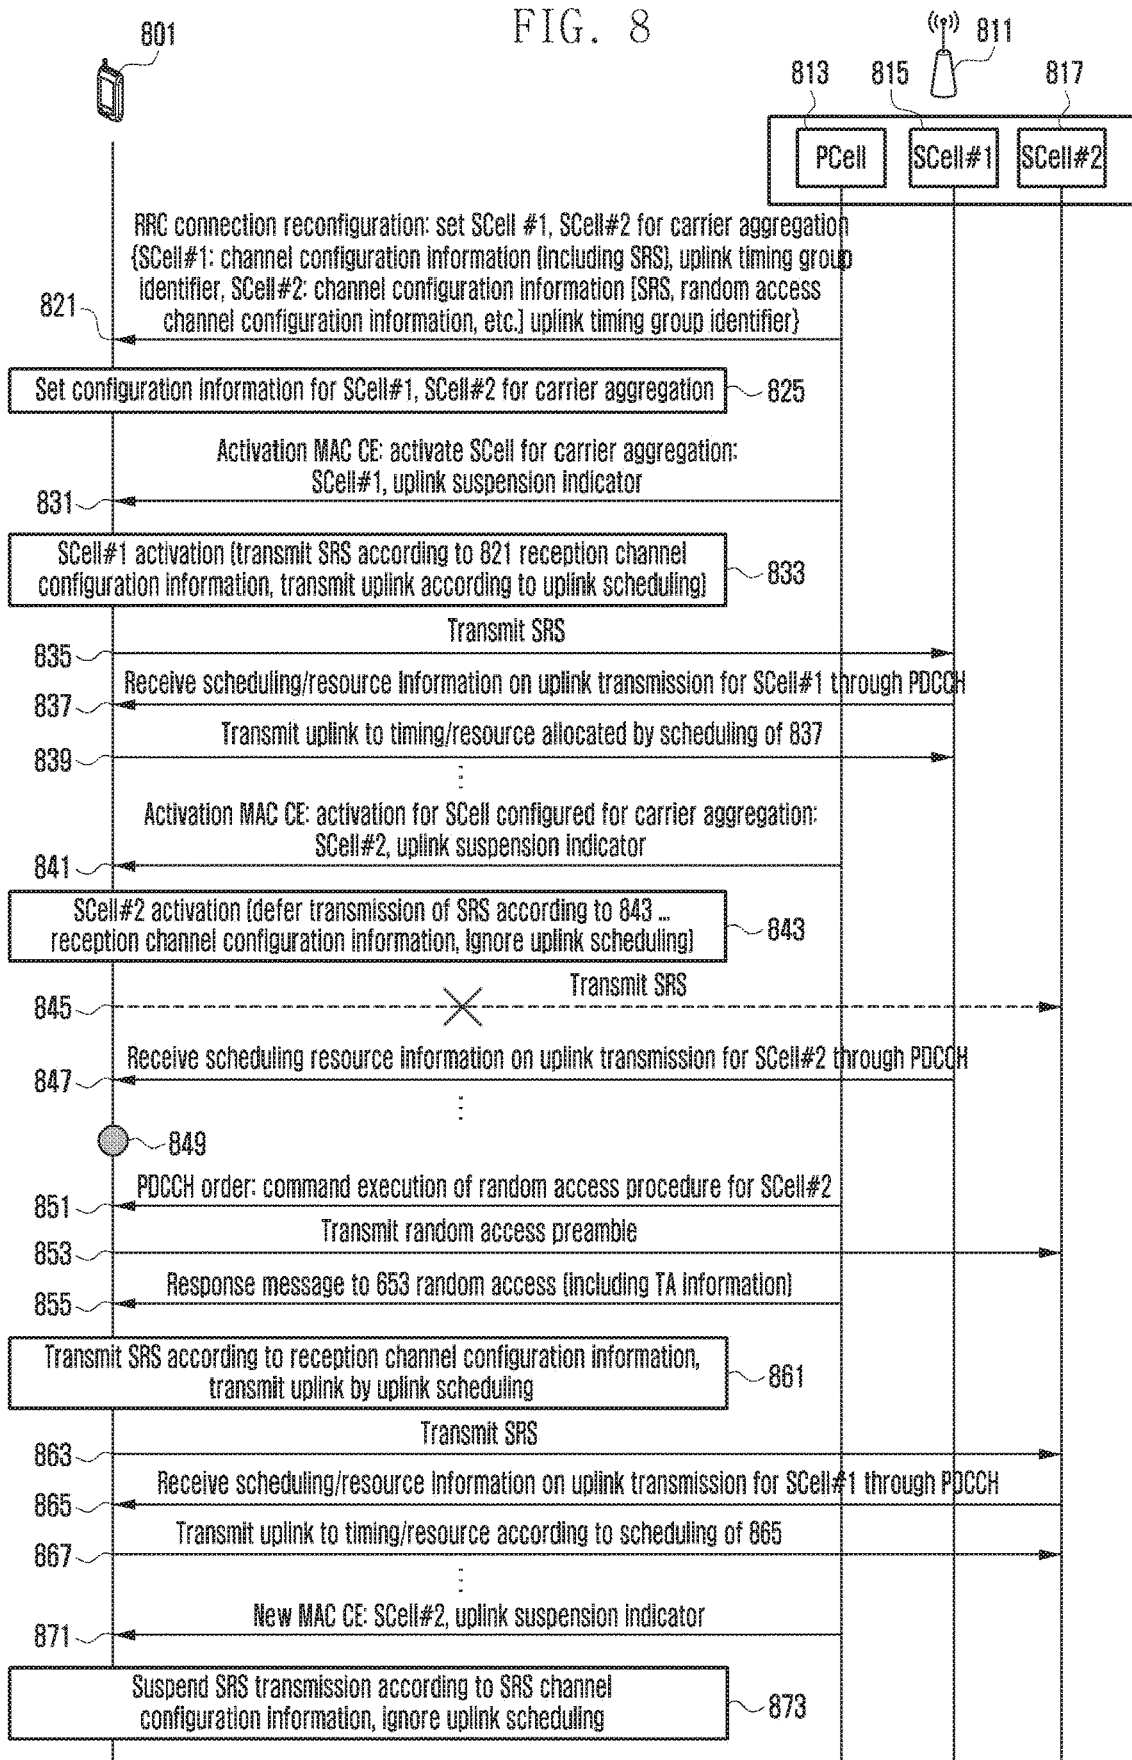 FIG. 8
801
811
813
815
817
PCell
SCell#1
SCell#2
RRC connection reconfiguration: set SCell #1, SCell#2 for carrier aggregation
{SCell#1: channel configuration information (including SRS), uplink timing group
identifier, SCell#2: channel configuration information [SRS, random access
channel configuration information, etc.] uplink timing group identifier}
821
Set configuration information for SCell#1, SCell#2 for carrier aggregation
825
Activation MAC CE: activate SCell for carrier aggregation:
SCell#1, uplink suspension indicator
831
SCell#1 activation (transmit SRS according to 821 reception channel
configuration information, transmit uplink according to uplink scheduling)
833
Transmit SRS
835
Receive scheduling/resource Information on uplink transmission for SCell#1 through PDCCH
837
Transmit uplink to timing/resource allocated by scheduling of 837
839
Activation MAC CE: activation for SCell configured for carrier aggregation:
SCell#2, uplink suspension indicator
841
SCell#2 activation (defer transmission of SRS according to 843 ...
reception channel configuration information, ignore uplink scheduling)
843
Transmit SRS
845
Receive scheduling resource information on uplink transmission for SCell#2 through PDCCH
847
849
PDCCH order: command execution of random access procedure for SCell#2
851
Transmit random access preamble
853
Response message to 653 random access (including TA information)
855
Transmit SRS according to reception channel configuration information,
transmit uplink by uplink scheduling
861
Transmit SRS
863
Receive scheduling/resource Information on uplink transmission for SCell#1 through PDCCH
865
Transmit uplink to timing/resource according to scheduling of 865
867
New MAC CE: SCell#2, uplink suspension indicator
871
Suspend SRS transmission according to SRS channel
configuration information, ignore uplink scheduling
873